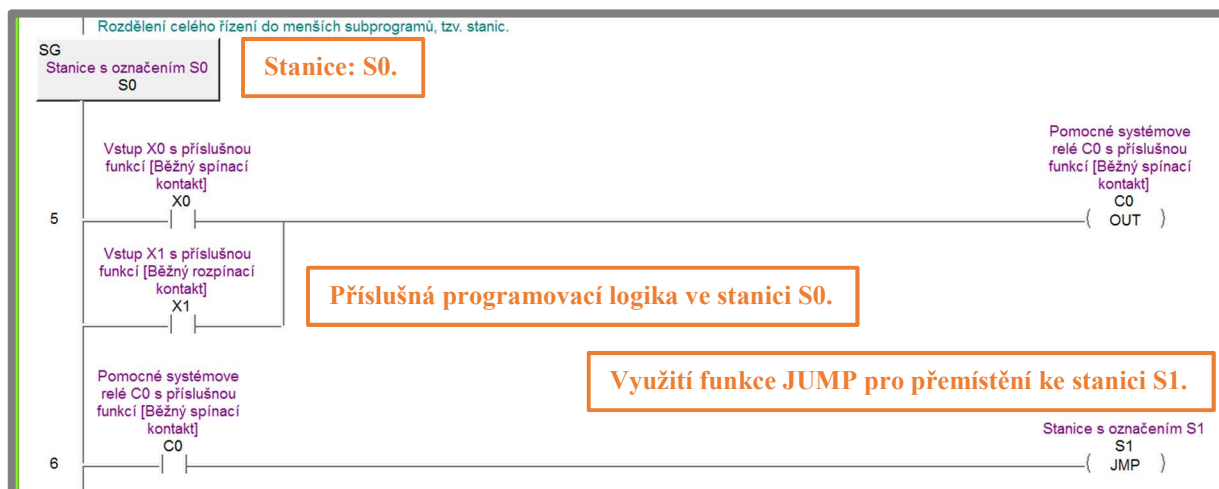 Rozdělení celého řízení do menších subprogramů, tzv. stanic.
SG
Stanice s označením S0
S0
Stanice: S0.
Vstup X0 s příslušnou
funkcí [Běžný spínací
kontakt]
X0
Pomocné systémove
relé C0 s příslušnou
funkcí [Běžný spínací
kontakt]
C0
5
OUT
Vstup X1 s příslušnou
funkcí [Běžný rozpínací
kontakt]
X1
Příslušná programovací logika ve stanici S0.
Využití funkce JUMP pro přemístění ke stanici S1.
Pomocné systémove
relé C0 s příslušnou
funkcí [Běžný spínací
kontakt]
C0
Stanice s označením S1
S1
6
JMP